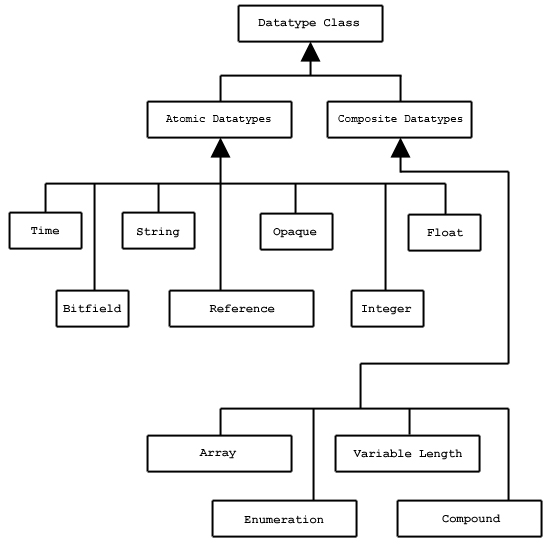 Datatype Class
Atomic Datatypes
Composite Datatypes
Time
String
Opaque
Float
Bitfield
Reference
Integer
Array
Variable Length
Enumeration
Compound